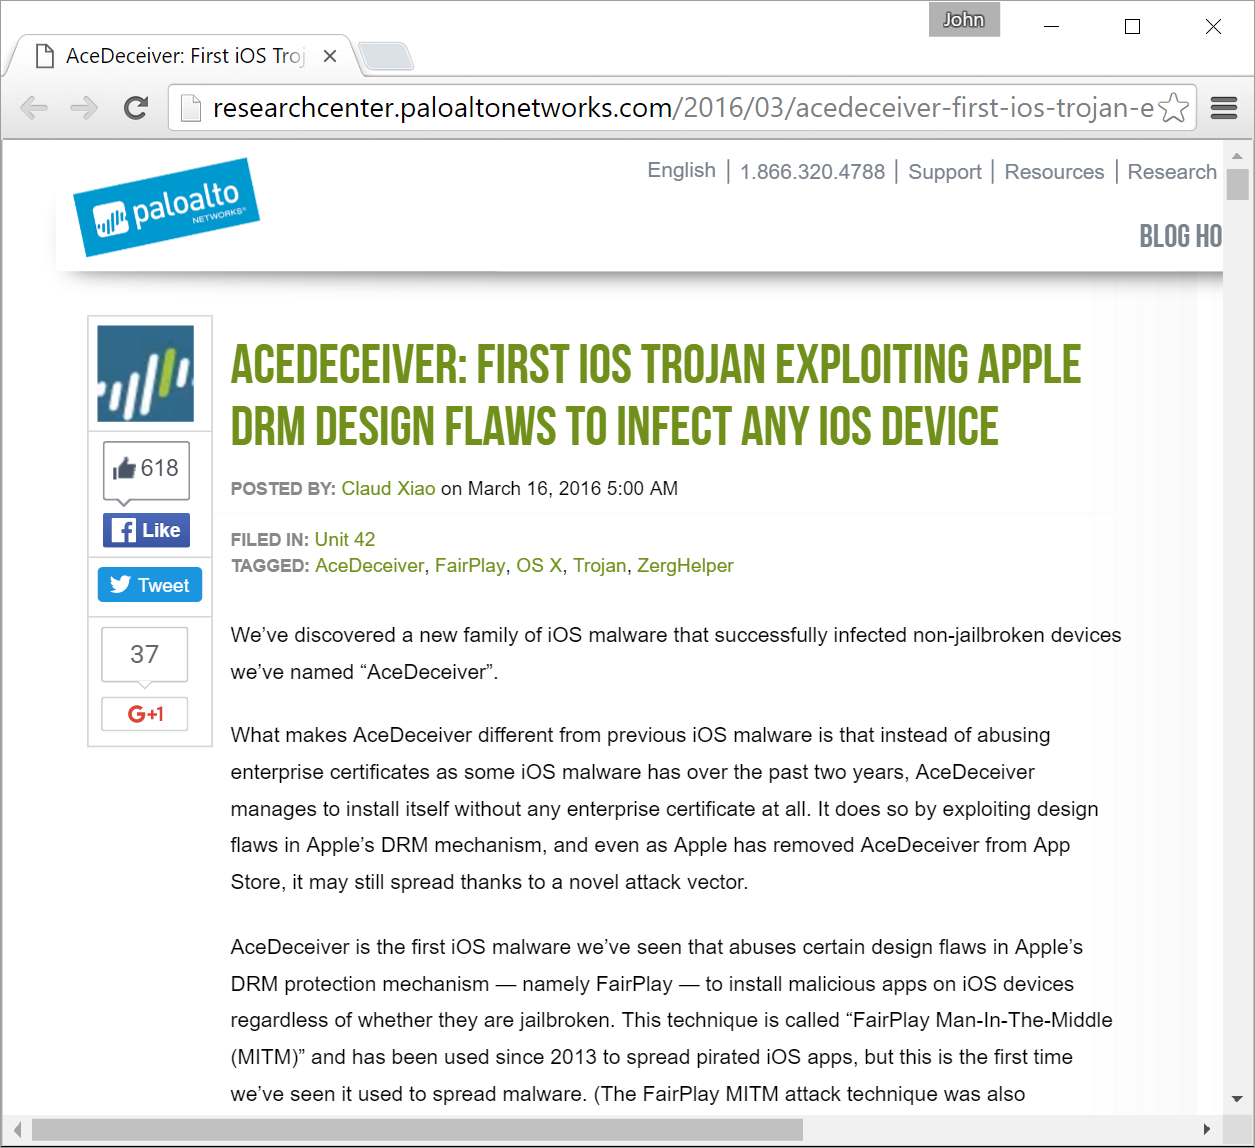 John
AceDeceiver: First iOS Troj
researchcenter.paloaltonetworks.com/2016/03/acedeceiver-first-ios-trojan-e
paloalto
NETWORKS®
English | 1.866.320.4788 | Support | Resources | Research
BLOG HO
ACEDECEIVER: FIRST IOS TROJAN EXPLOITING APPLE
DRM DESIGN FLAWS TO INFECT ANY IOS DEVICE
618
Like
Tweet
37
G+1
POSTED BY: Claud Xiao on March 16, 2016 5:00 AM
FILED IN: Unit 42
TAGGED: AceDeceiver, FairPlay, OS X, Trojan, ZergHelper
We’ve discovered a new family of iOS malware that successfully infected non-jailbroken devices
we’ve named “AceDeceiver”.
What makes AceDeceiver different from previous iOS malware is that instead of abusing
enterprise certificates as some iOS malware has over the past two years, AceDeceiver
manages to install itself without any enterprise certificate at all. It does so by exploiting design
flaws in Apple’s DRM mechanism, and even as Apple has removed AceDeceiver from App
Store, it may still spread thanks to a novel attack vector.
AceDeceiver is the first iOS malware we’ve seen that abuses certain design flaws in Apple’s
DRM protection mechanism — namely FairPlay — to install malicious apps on iOS devices
regardless of whether they are jailbroken. This technique is called “FairPlay Man-In-The-Middle
(MITM)” and has been used since 2013 to spread pirated iOS apps, but this is the first time
we’ve seen it used to spread malware. (The FairPlay MITM attack technique was also